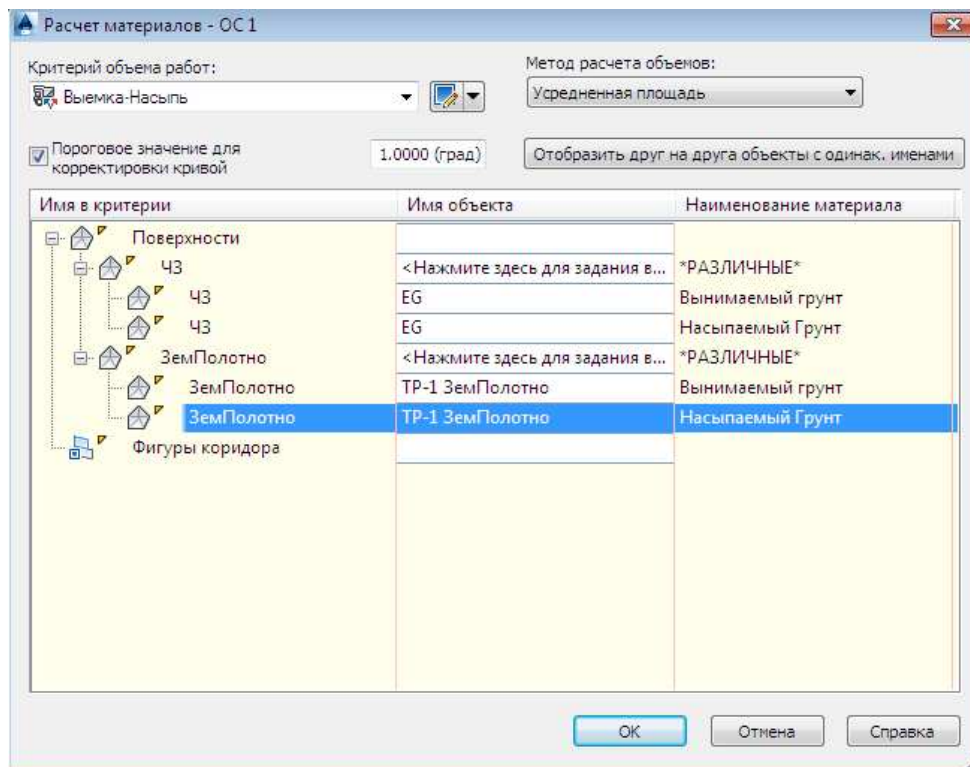 Расчет материалов - ОС 1
Критерий объема работ:
Метод расчета объемов:
Выемка-Насыпь
Усредненная площадь
Пороговое значение для
корректировки кривой
1.0000 (град)
Отобразить друг на друга объекты с одинак. именами
Имя в критерии Имя объекта Наименование материала
Поверхности
ЧЗ <Нажмите здесь для задания в... *РАЗЛИЧНЫЕ*
ЧЗ EG Вынимаемый грунт
ЧЗ EG Насыпаемый Грунт
ЗемПолотно <Нажмите здесь для задания в... *РАЗЛИЧНЫЕ*
ЗемПолотно ТР-1 ЗемПолотно Вынимаемый грунт
ЗемПолотно ТР-1 ЗемПолотно Насыпаемый Грунт
Фигуры коридора
ОК Отмена Справка